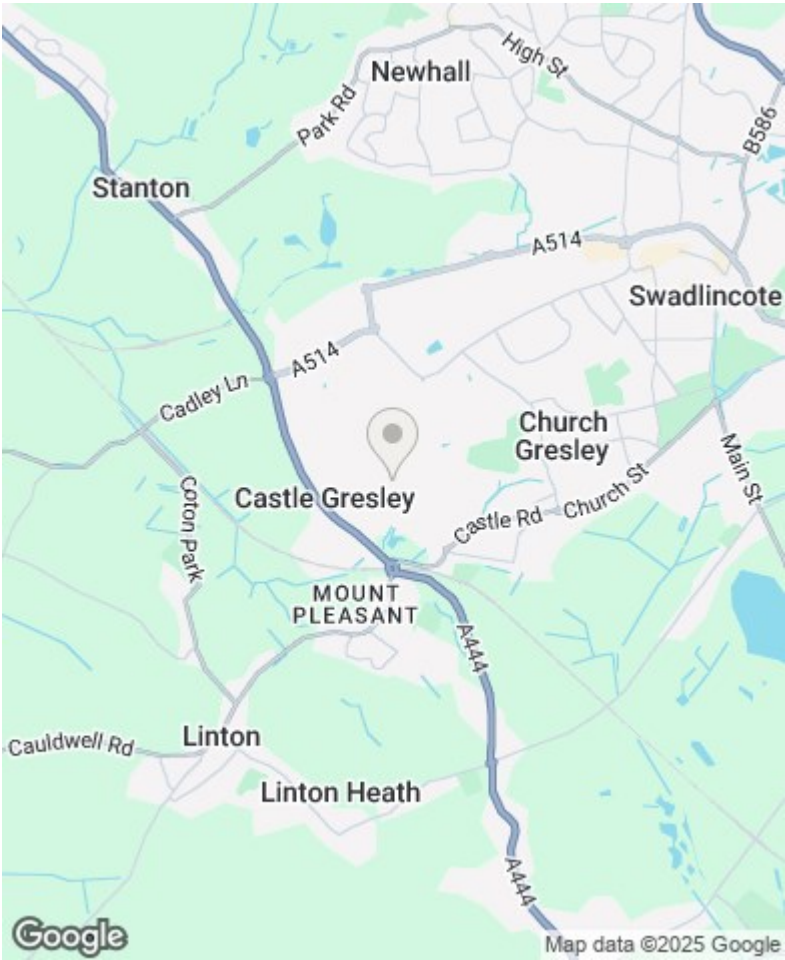 High St
Newhall
Park Rd
B586
Stanton
A514
Swadlincote
A514
Cadley Ln
Church
Gresley
Main St
Coton Park
Castle Gresley
Castle Rd
Church St
MOUNT
PLEASANT
A444
Linton
Cauldwell Rd
Linton Heath
A444
Google
Map data ©2025 Google